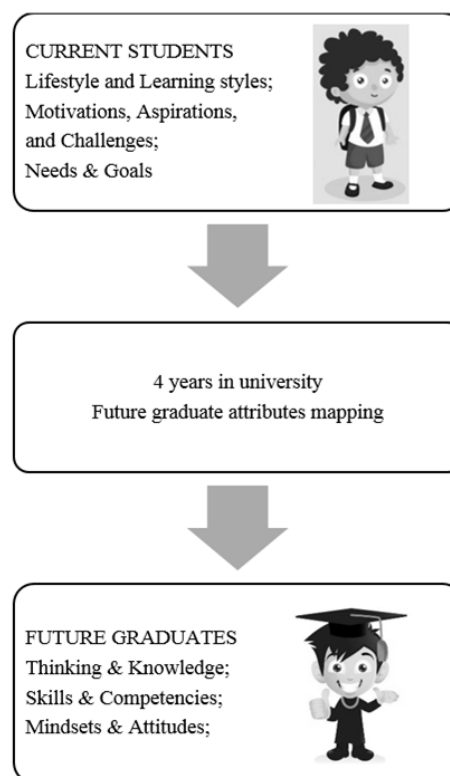 CURRENT STUDENTS
Lifestyle and Learning styles;
Motivations, Aspirations,
and Challenges;
Needs & Goals
4 years in university
Future graduate attributes mapping
FUTURE GRADUATES
Thinking & Knowledge;
Skills & Competencies;
Mindsets & Attitudes;